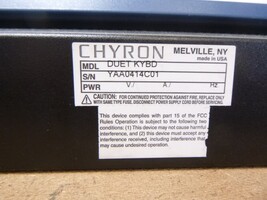 CHYRON MELVILLE, NY
made in USA
MDL DUET KYBD
S/N YAA0414C01
PWR V/ A/ HZ
CAUTION: FOR CONTINUED PROTECTION AGAINST FIRE, REPLACE ONLY
WITH SAME TYPE AND RATING FUSE. DISCONNECT POWER SUPPLY CORD BEFORE SERVICING
This device complies with part 15 of the FCC
Rules Operation is subject to the following two
conditions: (1) This device may not cause harmful
interference, and (2) this device must accept any
interference received, including interference that
may cause undesired operation.